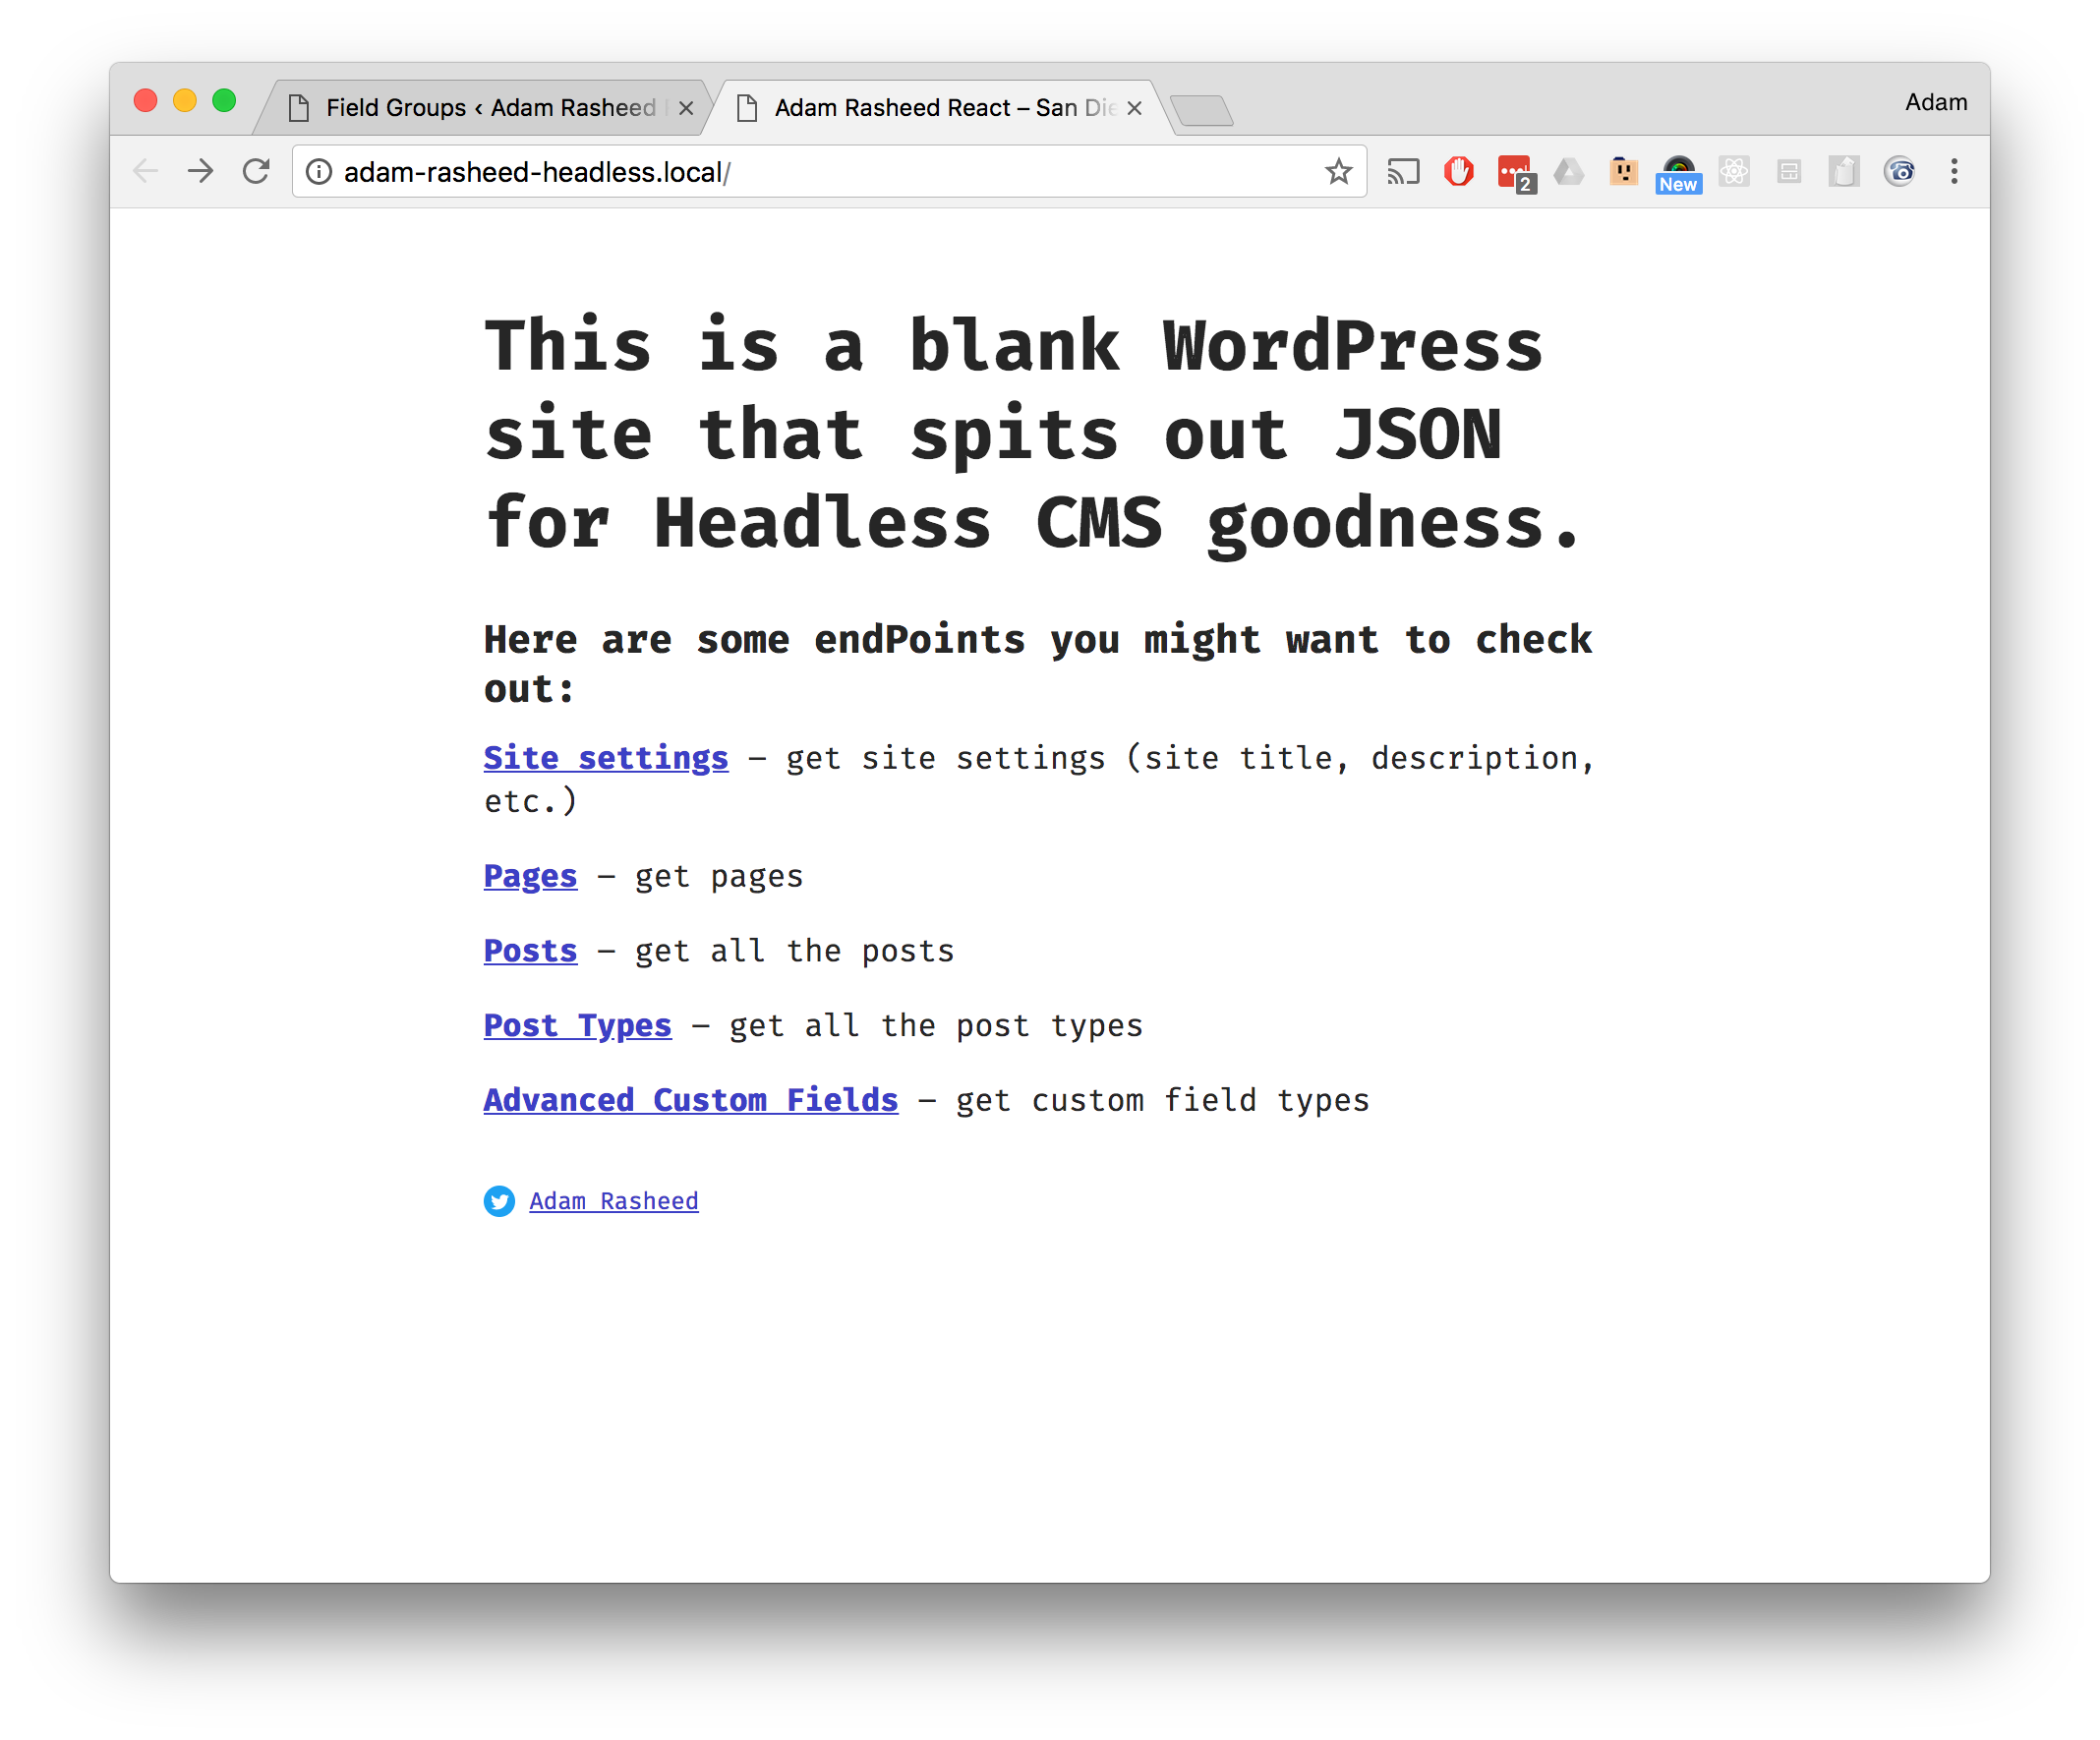 Field Groups ‹ Adam Rasheed
Adam Rasheed React – San Die
Adam
adam-rasheed-headless.local/
2
New
This is a blank WordPress
site that spits out JSON
for Headless CMS goodness.
Here are some endPoints you might want to check
out:
Site settings – get site settings (site title, description,
etc.)
Pages – get pages
Posts – get all the posts
Post Types – get all the post types
Advanced Custom Fields – get custom field types
Adam Rasheed